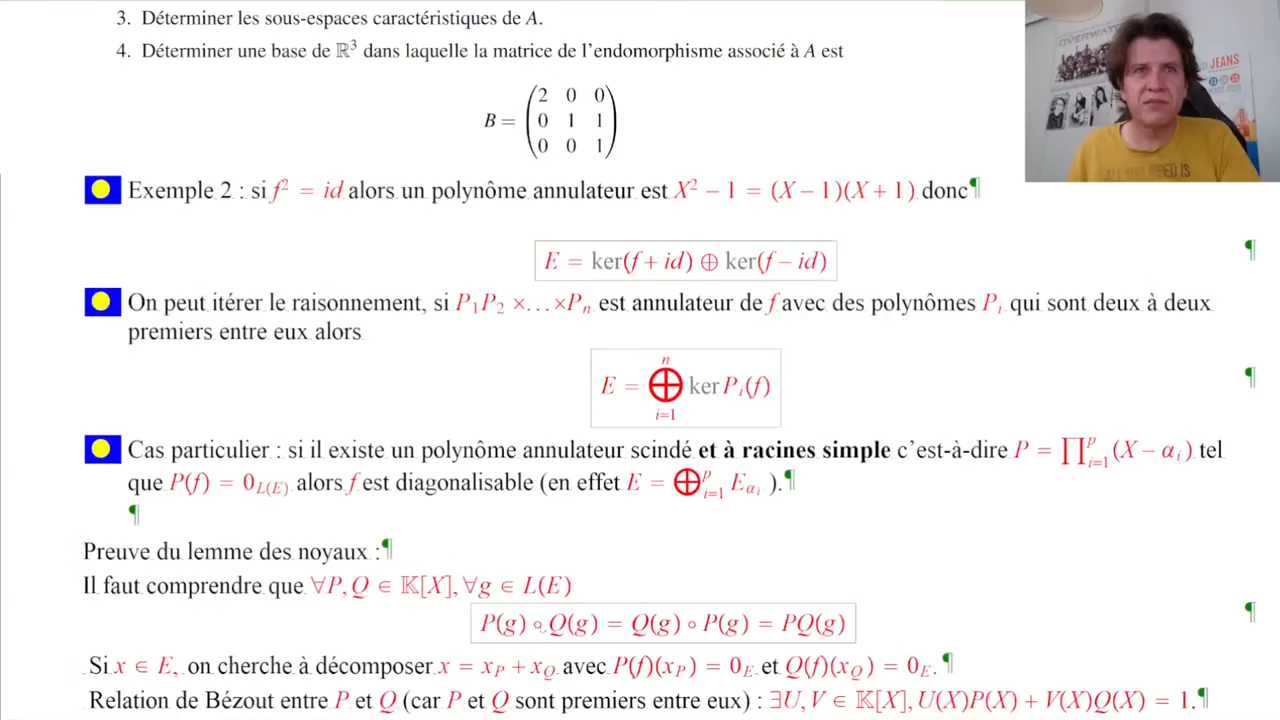 3. Déterminer les sous-espaces caractéristiques de A.
4. Déterminer une base de ℝ³ dans laquelle la matrice de l'endomorphisme associé à A est
B = (2 0 0
0 1 1
0 0 1)
OVERWATCH
JEANS
Exemple 2 : si f² = id alors un polynôme annulateur est X² − 1 = (X − 1)(X + 1) donc¶
E = ker(f + id) ⊕ ker(f − id) ¶
On peut itérer le raisonnement, si P₁P₂ ×…×Pₙ est annulateur de f avec des polynômes Pᵢ qui sont deux à deux
premiers entre eux alors
E = ⊕ᵢ₌₁ⁿ ker Pᵢ(f) ¶
Cas particulier : si il existe un polynôme annulateur scindé et à racines simple c'est-à-dire P = ∏ᵢ₌₁ᵖ (X − αᵢ) tel
que P(f) = 0_{L(E)} alors f est diagonalisable (en effet E = ⊕ᵢ₌₁ᵖ E_{αᵢ} ).¶
¶
Preuve du lemme des noyaux :¶
Il faut comprendre que ∀P, Q ∈ 𝕂[X], ∀g ∈ L(E)
P(g) ∘ Q(g) = Q(g) ∘ P(g) = PQ(g) ¶
Si x ∈ E, on cherche à décomposer x = x_P + x_Q avec P(f)(x_P) = 0_E et Q(f)(x_Q) = 0_E. ¶
Relation de Bézout entre P et Q (car P et Q sont premiers entre eux) : ∃U, V ∈ 𝕂[X], U(X)P(X) + V(X)Q(X) = 1.¶